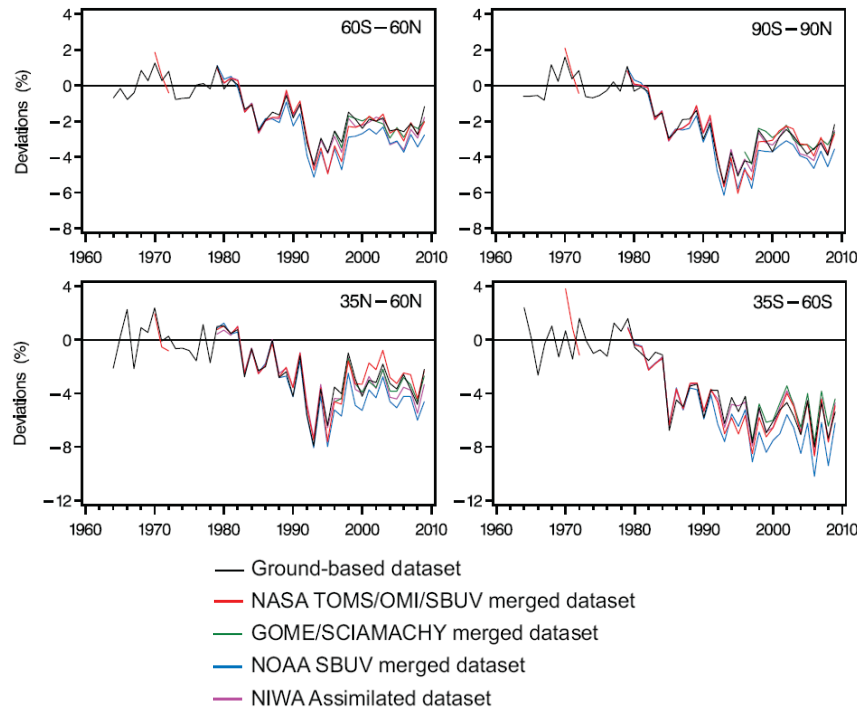 60S−60N
90S−90N
Deviations (%)
4
2
0
−2
−4
−6
−8
4
2
0
−2
−4
−6
−8
1960 1970 1980 1990 2000 2010
1960 1970 1980 1990 2000 2010
35N−60N
35S−60S
Deviations (%)
4
0
−4
−8
−12
4
0
−4
−8
−12
1960 1970 1980 1990 2000 2010
1960 1970 1980 1990 2000 2010
Ground-based dataset
NASA TOMS/OMI/SBUV merged dataset
GOME/SCIAMACHY merged dataset
NOAA SBUV merged dataset
NIWA Assimilated dataset